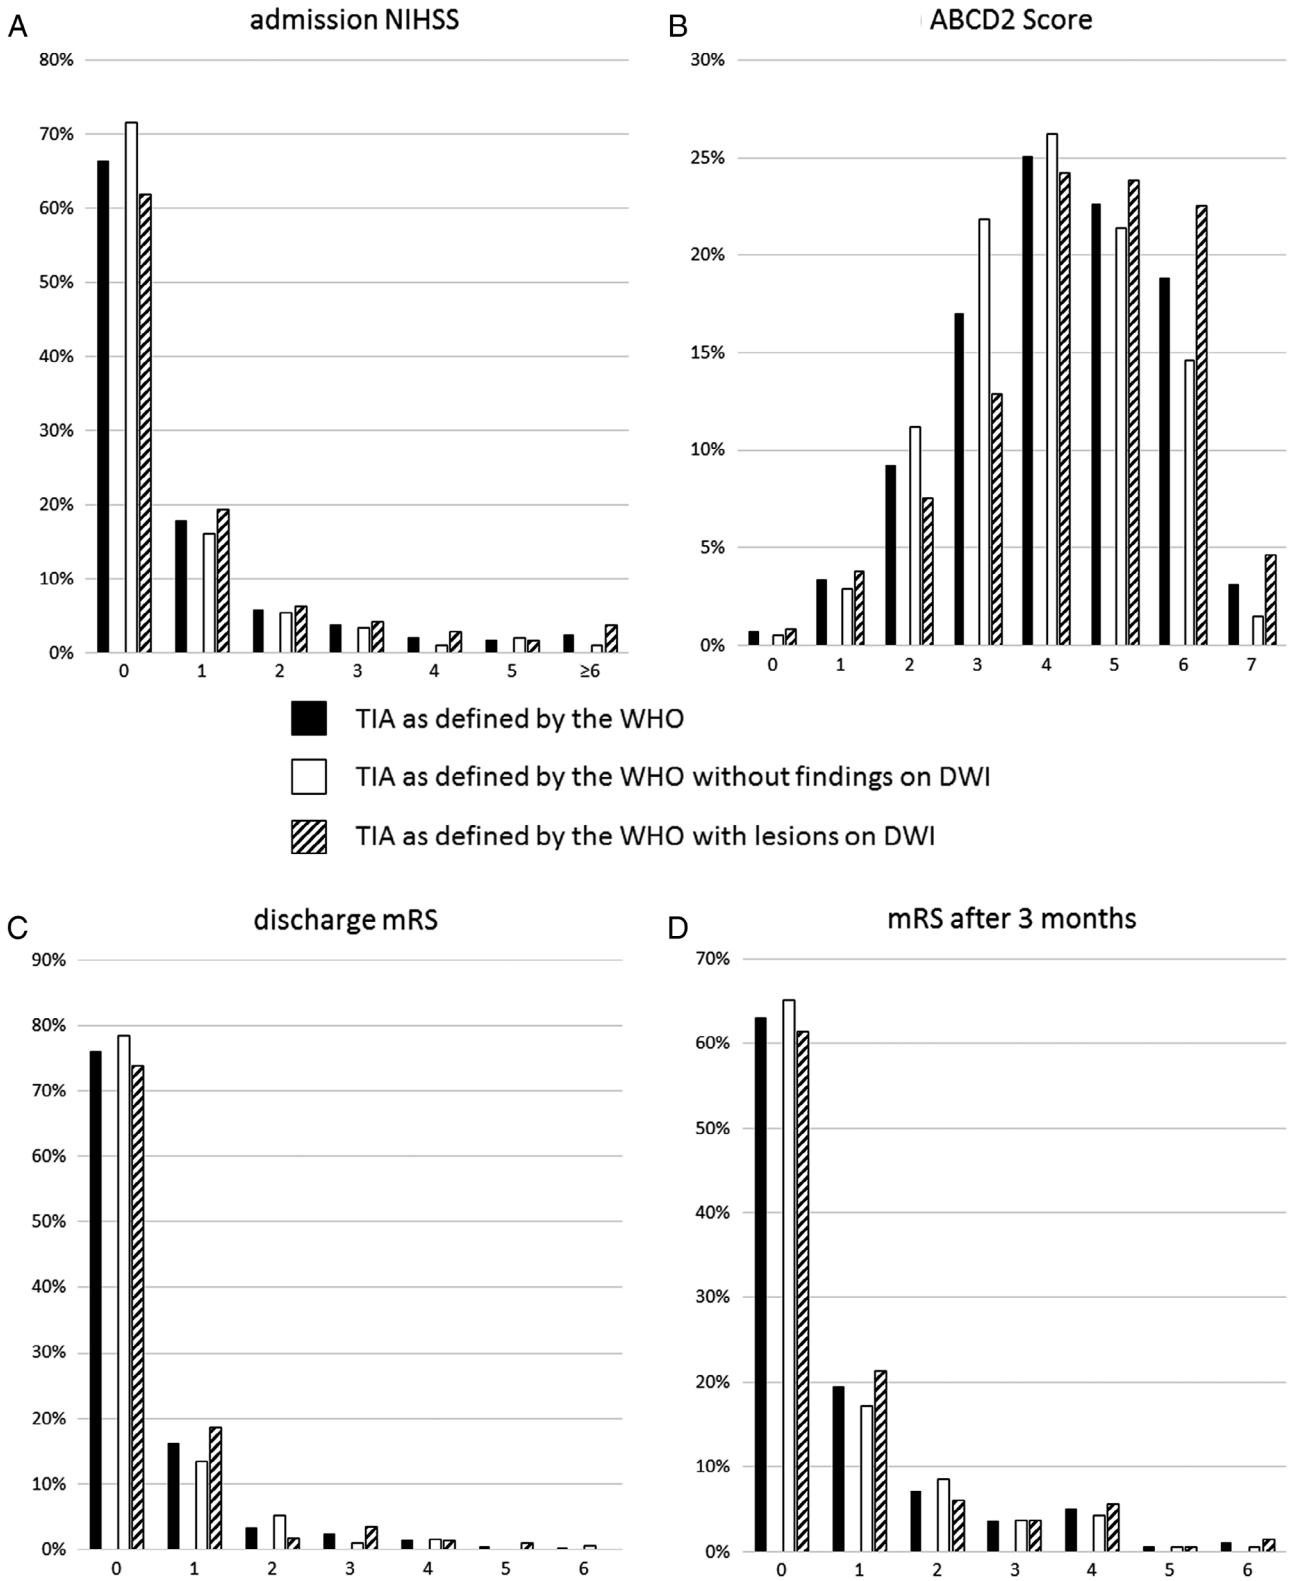 A
admission NIHSS
80%
70%
60%
50%
40%
30%
20%
10%
0%
0 1 2 3 4 5 ≥6
B
ABCD2 Score
30%
25%
20%
15%
10%
5%
0%
0 1 2 3 4 5 6 7
TIA as defined by the WHO
TIA as defined by the WHO without findings on DWI
TIA as defined by the WHO with lesions on DWI
C
discharge mRS
90%
80%
70%
60%
50%
40%
30%
20%
10%
0%
0 1 2 3 4 5 6
D
mRS after 3 months
70%
60%
50%
40%
30%
20%
10%
0%
0 1 2 3 4 5 6